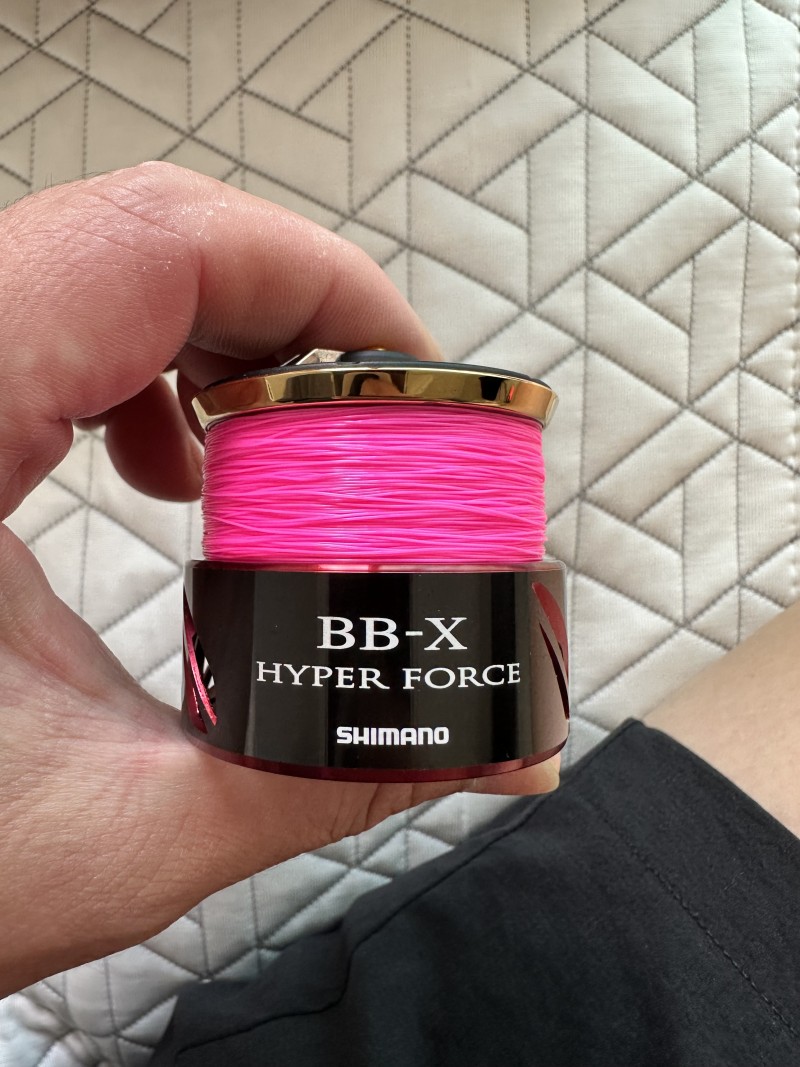 BB-X
HYPER FORCE
SHIMANO